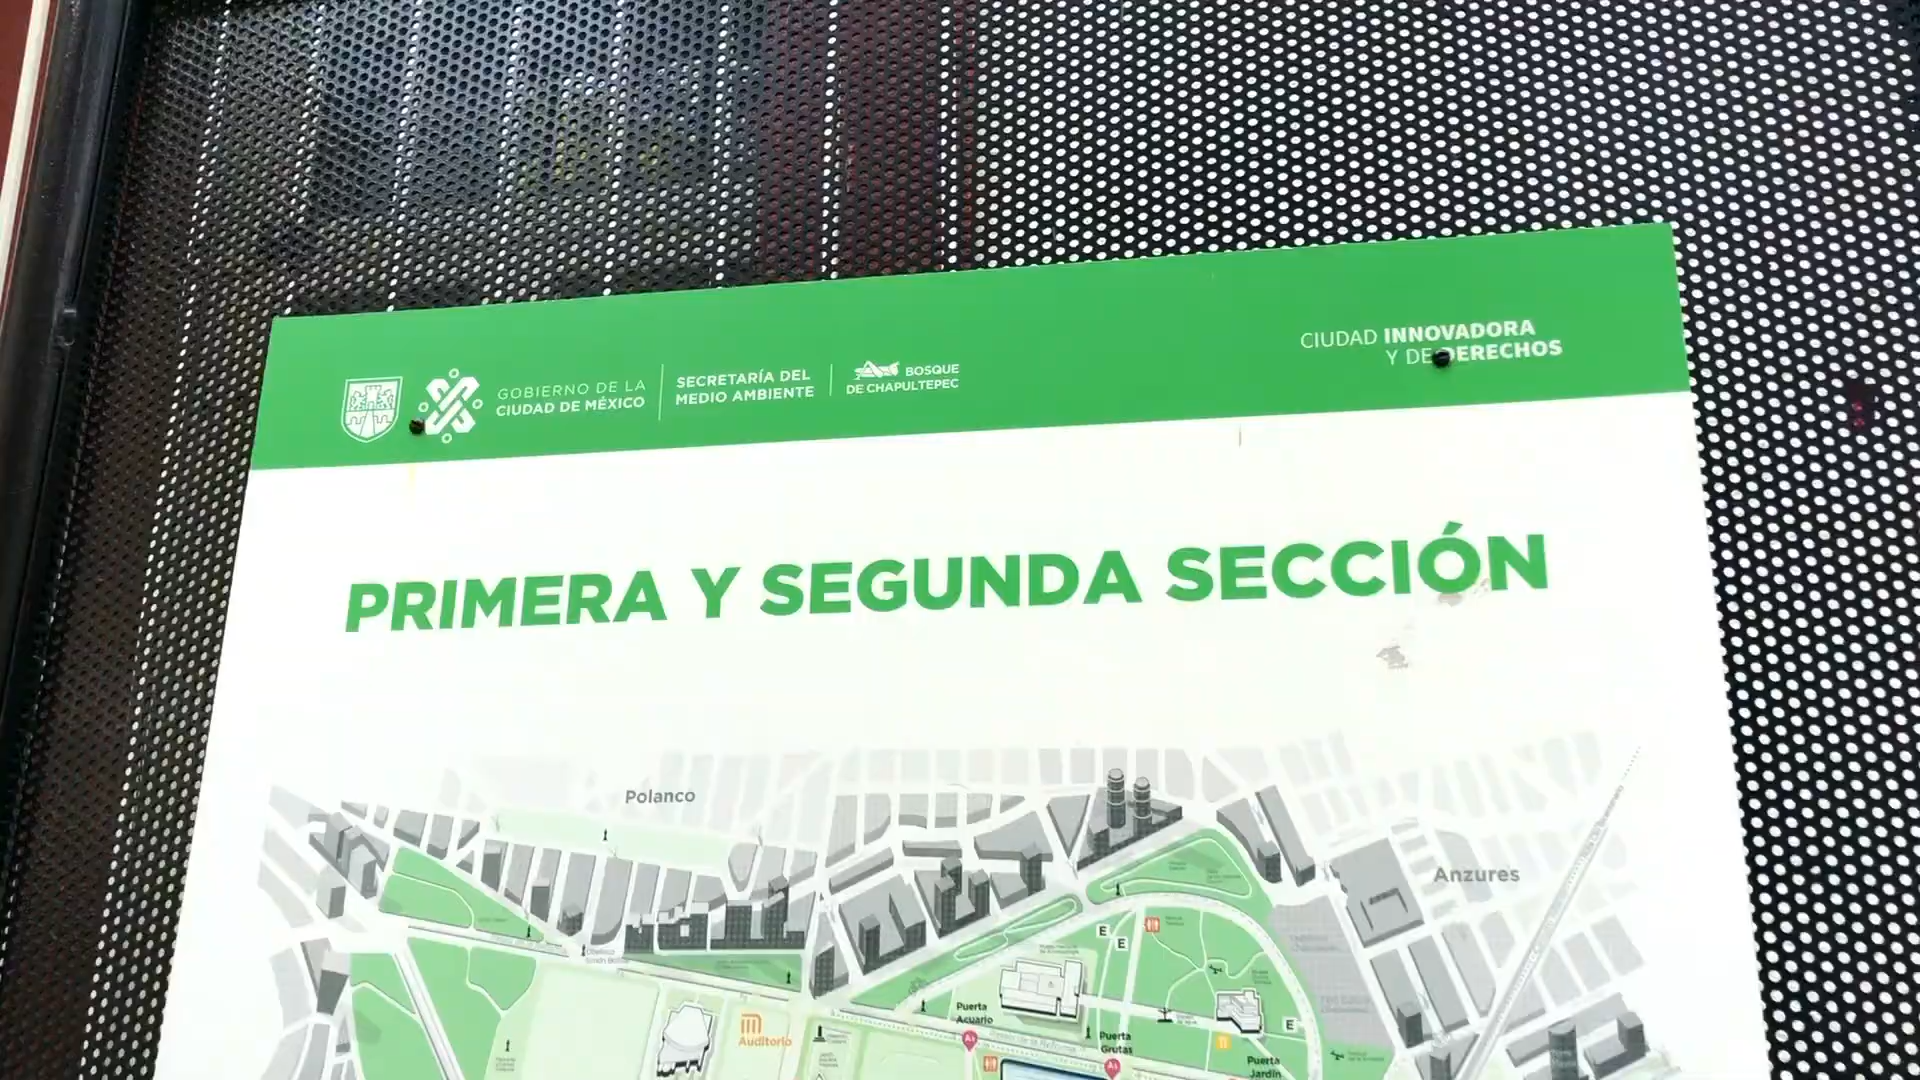 GOBIERNO DE LA
CIUDAD DE MÉXICO
SECRETARÍA DEL
MEDIO AMBIENTE
BOSQUE
DE CHAPULTEPEC
CIUDAD INNOVADORA
Y DE DERECHOS
PRIMERA Y SEGUNDA SECCIÓN
Polanco
Anzures
E
E
Puerta
Acuario
Auditorio
Puerta
Grutas
E
Puerta
Jardín